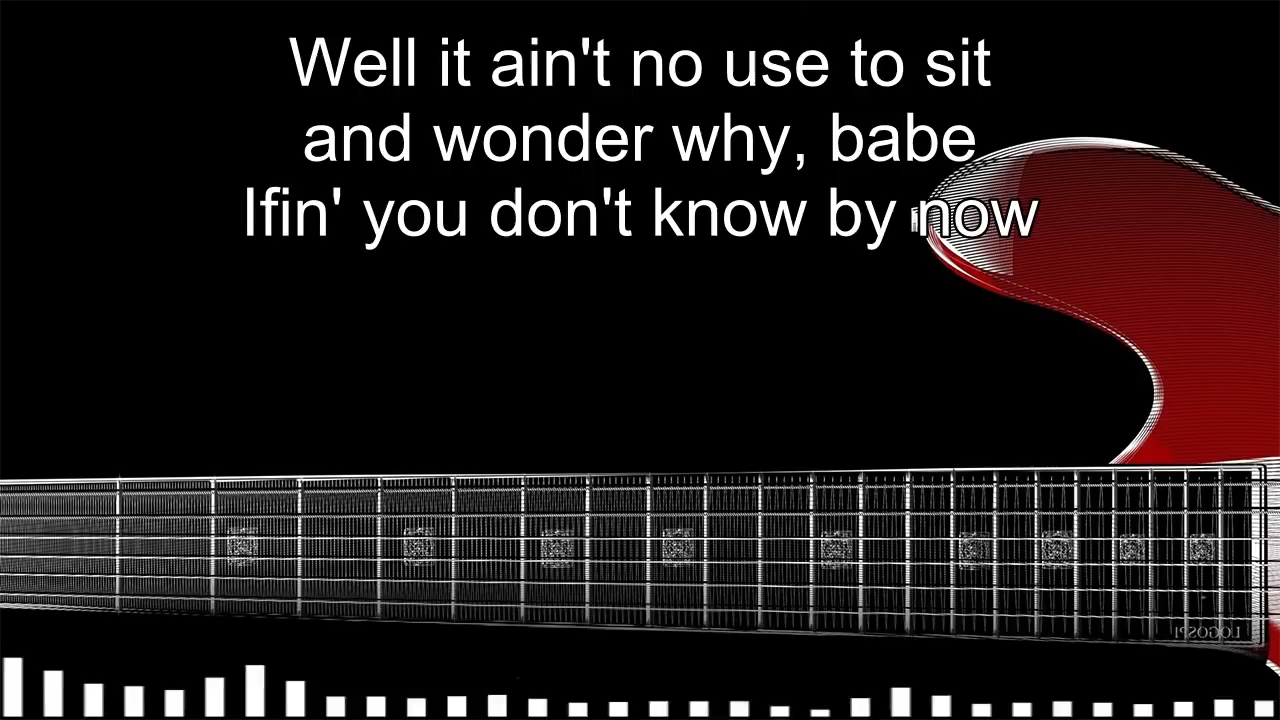 Well it ain't no use to sit
and wonder why, babe
Ifin' you don't know by now